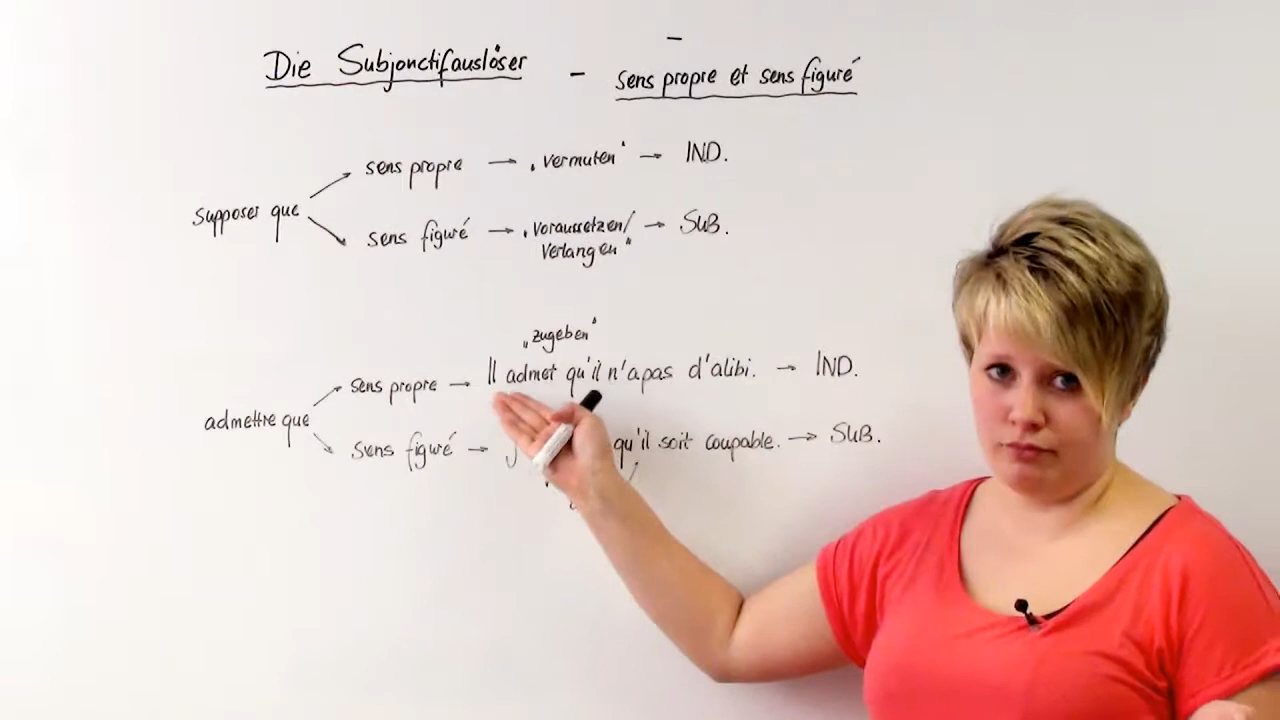 Die Subjonctifauslöser - sens propre et sens figuré
supposer que
sens propre → „vermuten“ → IND.
sens figuré → „voraussetzen/
verlangen“ → SUB.
„zugeben“
admettre que
sens propre → Il admet qu'il n'a pas d'alibi. → IND.
sens figuré → qu'il soit coupable. → SUB.